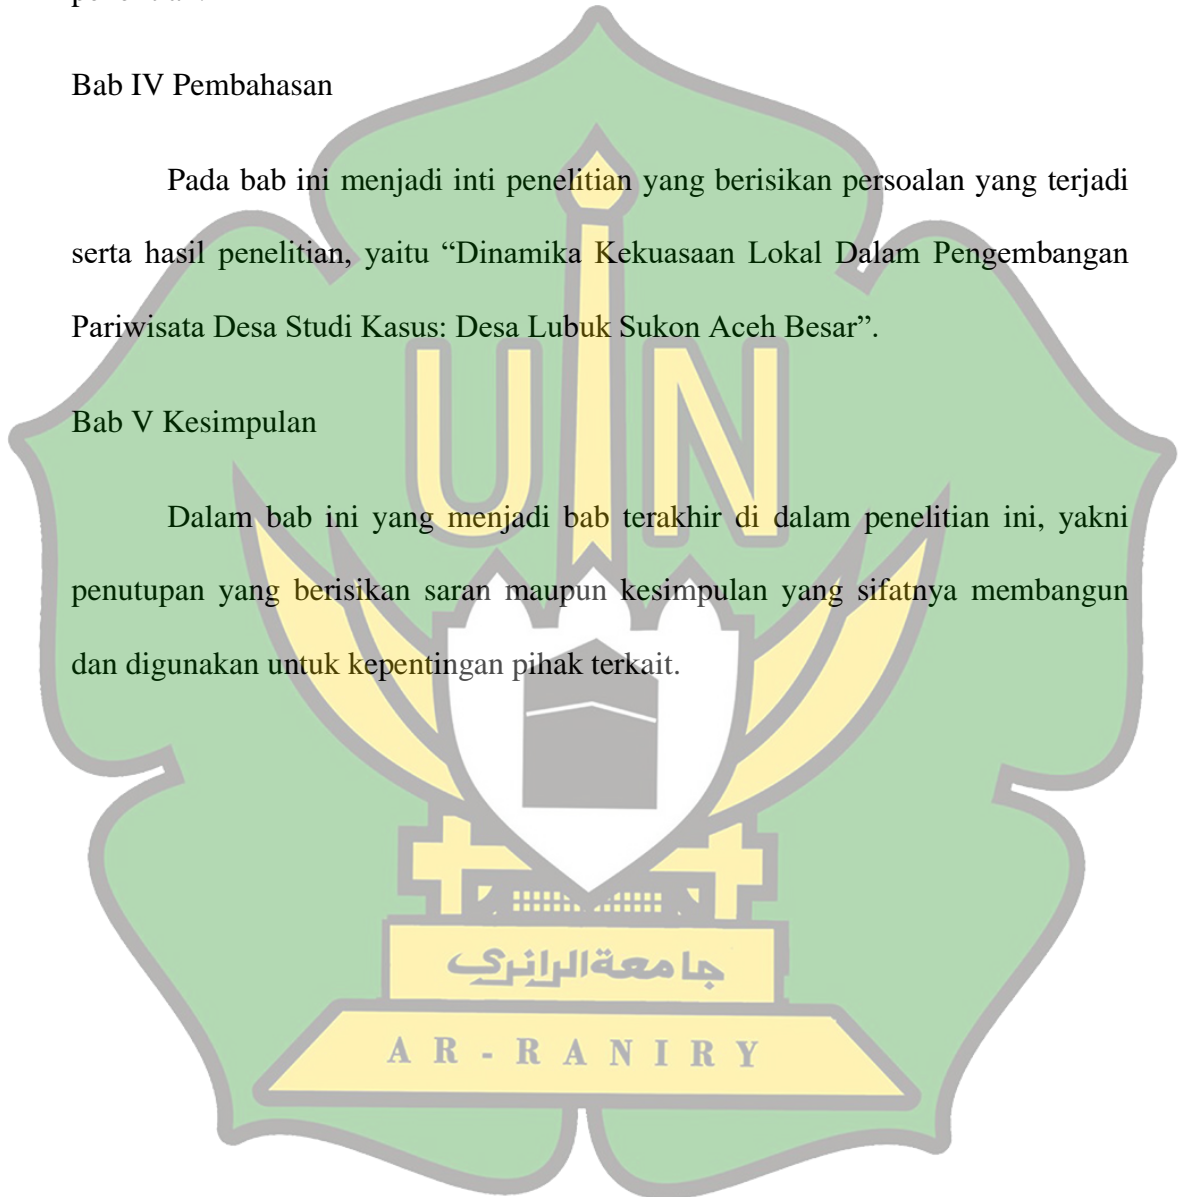 Bab IV Pembahasan
Pada bab ini menjadi inti penelitian yang berisikan persoalan yang terjadi
serta hasil penelitian, yaitu “Dinamika Kekuasaan Lokal Dalam Pengembangan
Pariwisata Desa Studi Kasus: Desa Lubuk Sukon Aceh Besar”.
Bab V Kesimpulan
Dalam bab ini yang menjadi bab terakhir di dalam penelitian ini, yakni
penutupan yang berisikan saran maupun kesimpulan yang sifatnya membangun
dan digunakan untuk kepentingan pihak terkait.
UIN
جامعةالرانري
AR-RANIRY